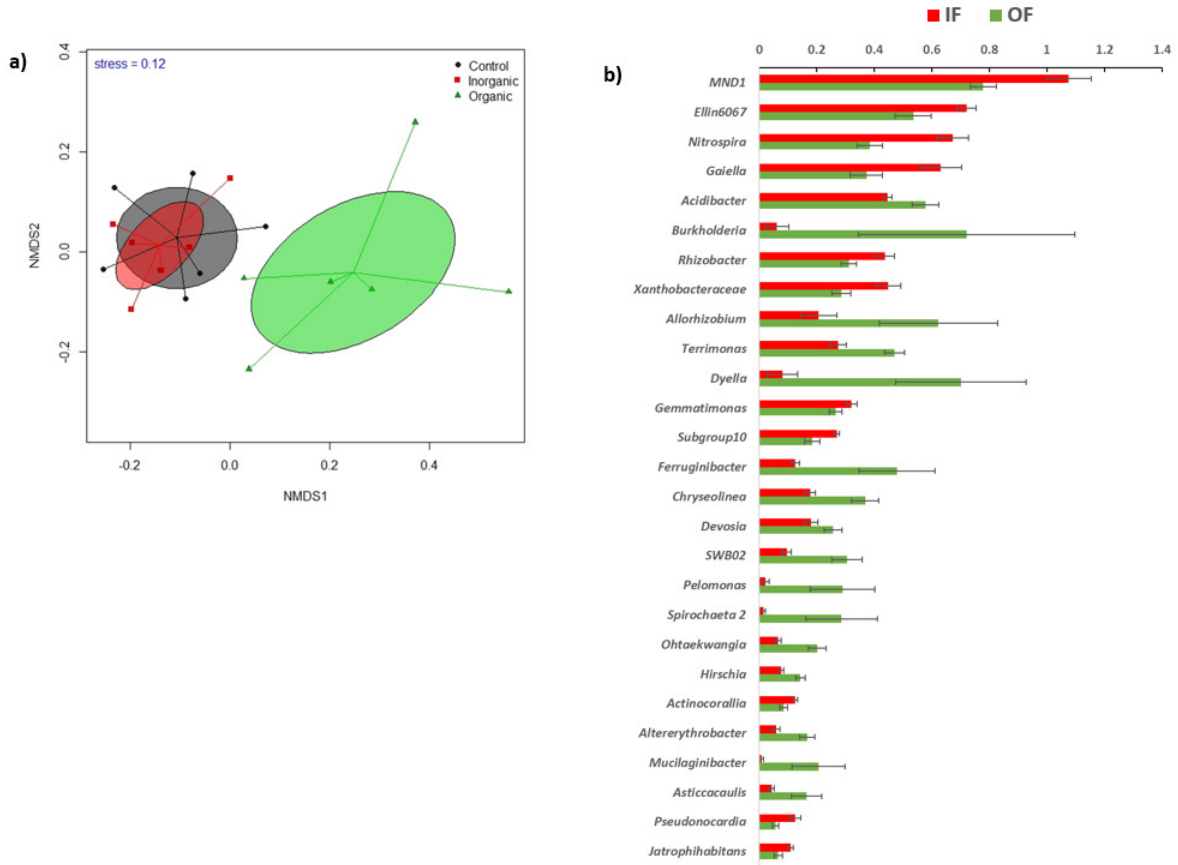 a)
stress = 0.12
Control
Inorganic
Organic
0.4
0.2
0.0
-0.2
NMDS2
-0.2 0.0 0.2 0.4
NMDS1
b)
IF OF
0 0.2 0.4 0.6 0.8 1 1.2 1.4
MND1
Ellin6067
Nitrospira
Gaiella
Acidibacter
Burkholderia
Rhizobacter
Xanthobacteraceae
Allorhizobium
Terrimonas
Dyella
Gemmatimonas
Subgroup10
Ferruginibacter
Chryseolinea
Devosia
SWB02
Pelomonas
Spirochaeta 2
Ohtaekwangia
Hirschia
Actinocorallia
Altererythrobacter
Mucilaginibacter
Asticcacaulis
Pseudonocardia
Jatrophihabitans